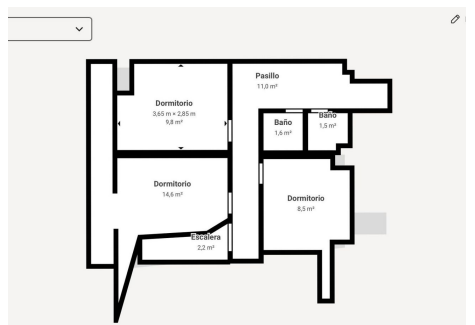 Pasillo
11,0 m²
Dormitorio
3,65 m × 2,85 m
9,8 m²
Baño
1,6 m²
Baño
1,5 m²
Dormitorio
14,6 m²
Dormitorio
8,5 m²
Escalera
2,2 m²